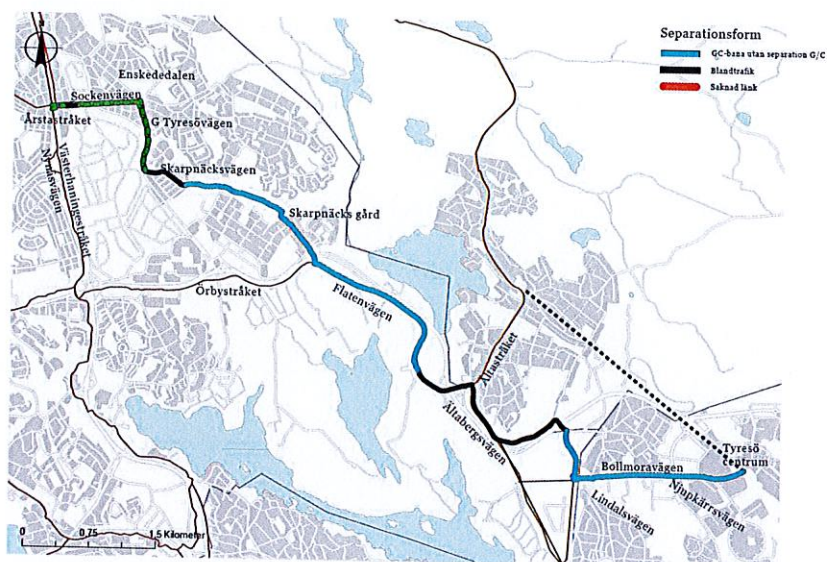 Separationsform
GC-bana utan separation G/C
Blandtrafik
Saknad länk
Enskededalen
Sockenvägen
Årstastråket
G Tyresövägen
Skarpnäcksvägen
Nynäsvägen
Västerhaningestråket
Skarpnäcks gård
Örbystråket
Flatenvägen
Ältastråket
Ältabergsvägen
Tyresö
centrum
Bollmoravägen
Njupkärrsvägen
Lindalsvägen
0 0,75 1,5 Kilometer